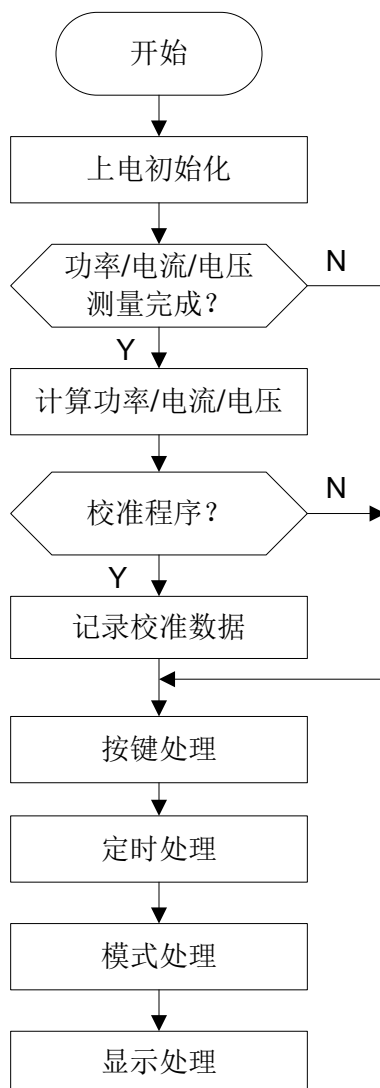 开始
上电初始化
功率/电流/电压
测量完成？
N
Y
计算功率/电流/电压
校准程序？
N
Y
记录校准数据
按键处理
定时处理
模式处理
显示处理